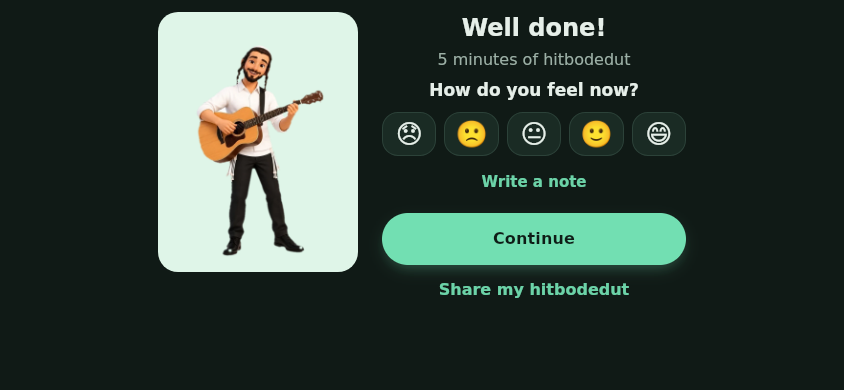 Well done!
5 minutes of hitbodedut
How do you feel now?
😟 🙁 😐 🙂 😄
Write a note
Continue
Share my hitbodedut